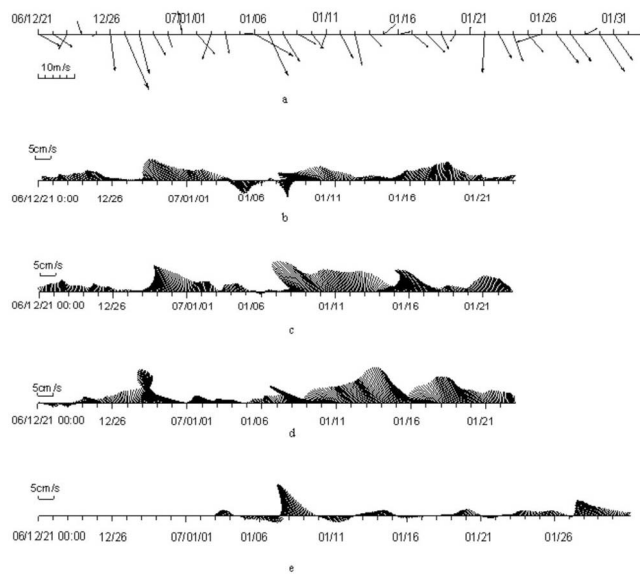 06/12/21 12/26 07/01/01 01/06 01/11 01/16 01/21 01/26 01/31
10m/s
a
5cm/s
06/12/21 0:00 12/26 07/01/01 01/06 01/11 01/16 01/21
b
5cm/s
06/12/21 00:00 12/26 07/01/01 01/06 01/11 01/16 01/21
c
5cm/s
06/12/21 00:00 12/26 07/01/01 01/06 01/11 01/16 01/21
d
5cm/s
06/12/21 00:00 12/26 07/01/01 01/06 01/11 01/16 01/21 01/26
e